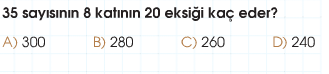 35 sayısının 8 katının 20 eksiği kaç eder?
A) 300 B) 280 C) 260 D) 240